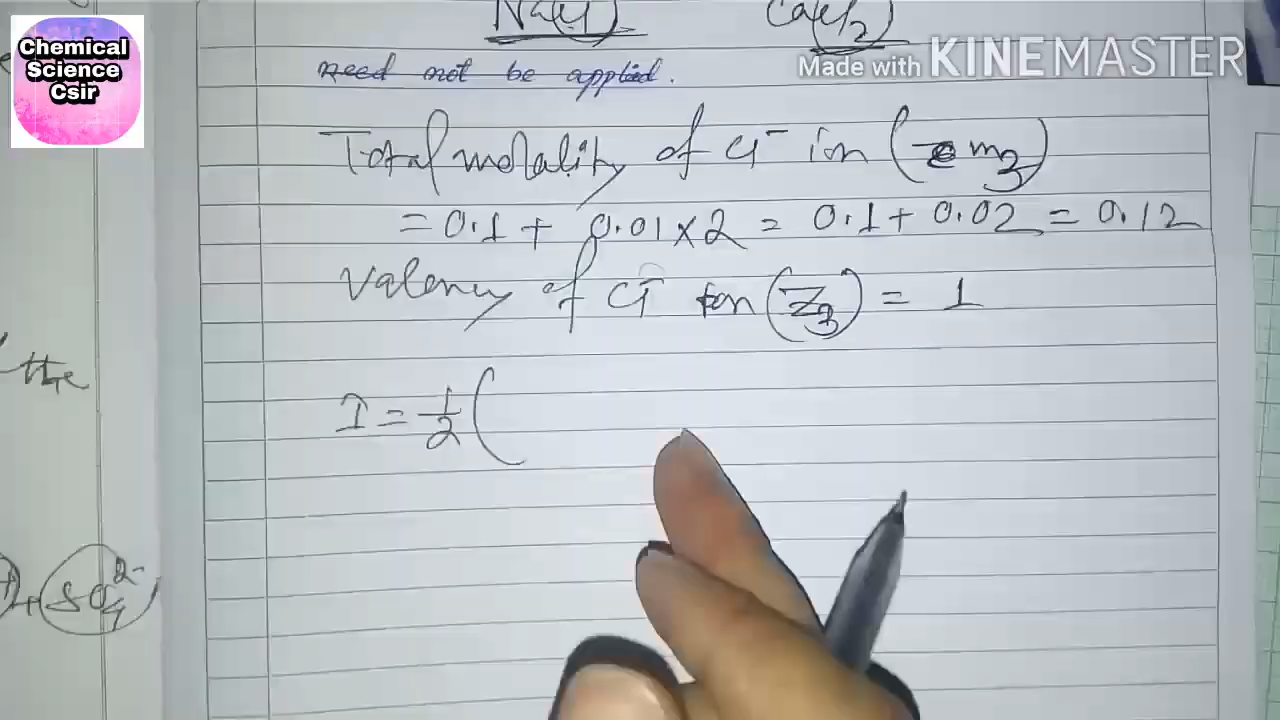 NaCl) CaCl2)
Chemical
Science
Csir
Made with KINEMASTER
need not be applied.
Total molality of Cl- ion (m3)
= 0.1 + 0.01×2 = 0.1 + 0.02 = 0.12
Valency of Cl- ion (Z3) = 1
the
I = 1/2 (
SO4 2-